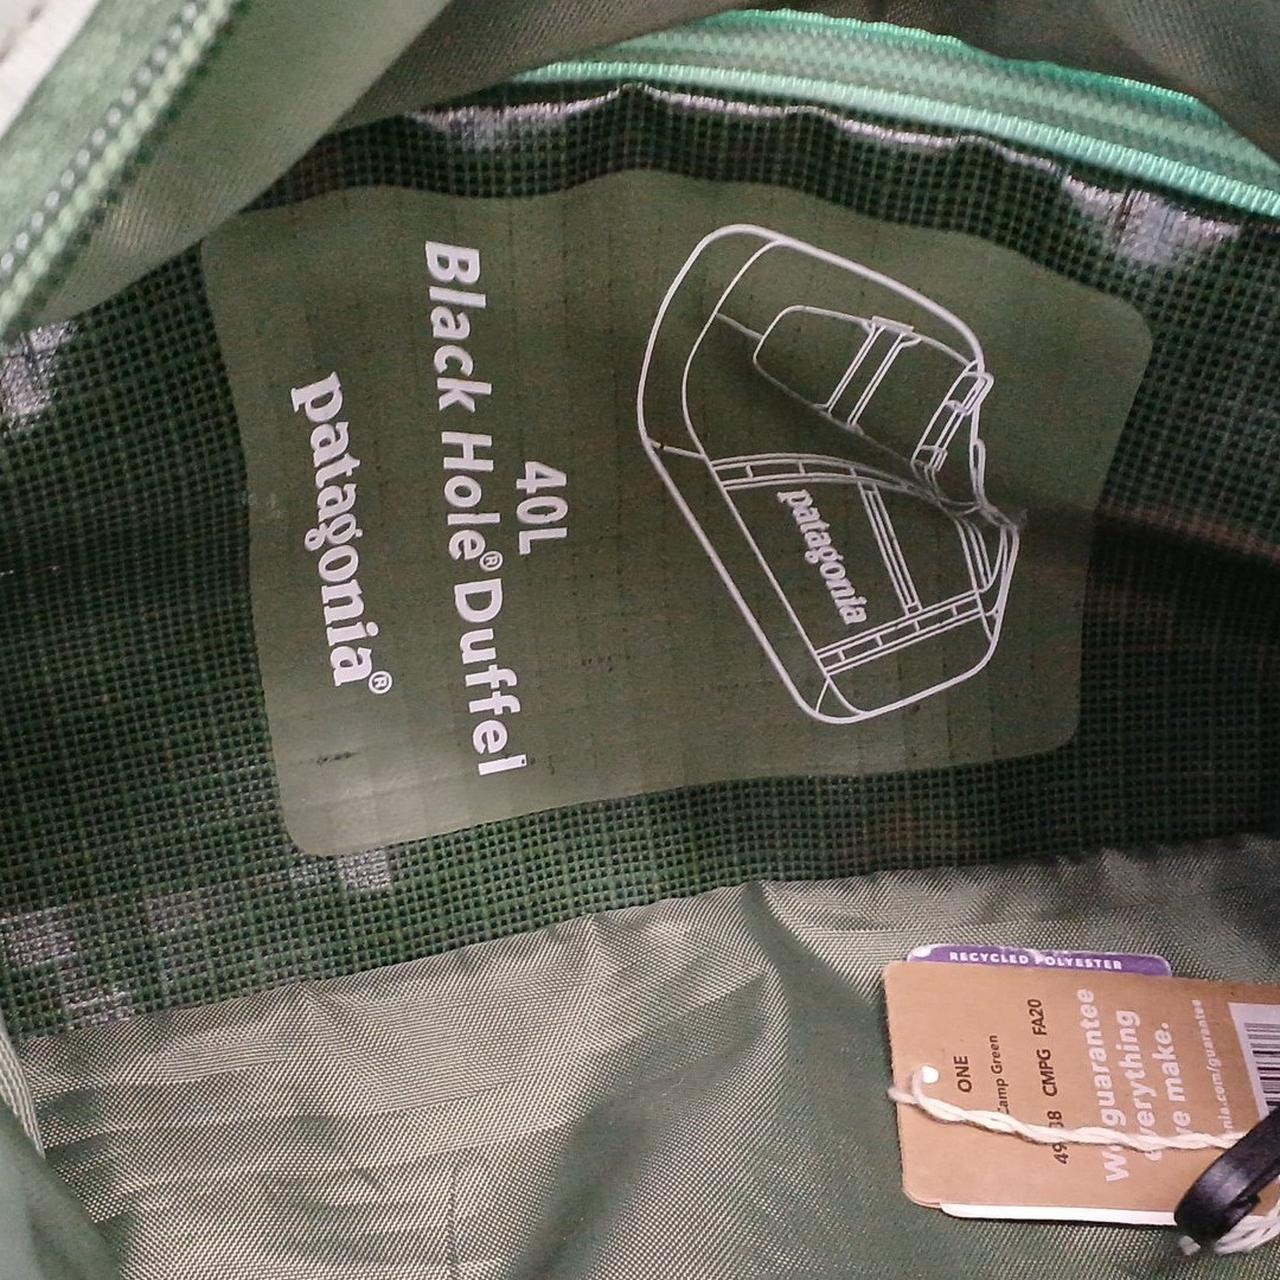 patagonia®
Black Hole® Duffel
40L
patagonia
RECYCLED POLYESTER
ONE
Camp Green
CMPG FA20
We guarantee
everything
we make.